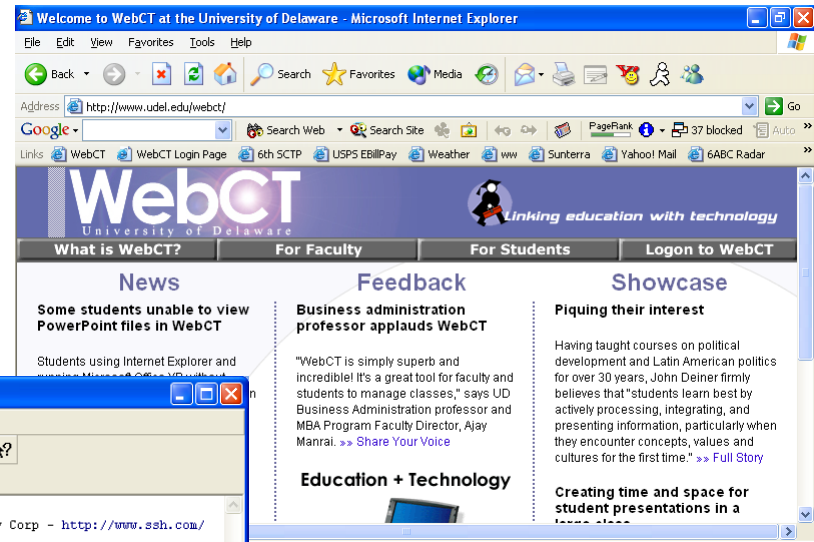 Welcome to WebCT at the University of Delaware - Microsoft Internet Explorer
File Edit View Favorites Tools Help
Back Search Favorites Media
Address http://www.udel.edu/webct/ Go
Google Search Web Search Site PageRank 37 blocked Auto »
Links WebCT WebCT Login Page 6th SCTP USPS EBillPay Weather ww Sunterra Yahoo! Mail 6ABC Radar »
WebCT
University of Delaware
Linking education with technology
What is WebCT? For Faculty For Students Logon to WebCT
News
Some students unable to view
PowerPoint files in WebCT
Students using Internet Explorer and
running Microsoft Office XP without
Feedback
Business administration
professor applauds WebCT
"WebCT is simply superb and
incredible! It's a great tool for faculty and
students to manage classes," says UD
Business Administration professor and
MBA Program Faculty Director, Ajay
Manrai. »» Share Your Voice
Education + Technology
Showcase
Piquing their interest
Having taught courses on political
development and Latin American politics
for over 30 years, John Deiner firmly
believes that "students learn best by
actively processing, integrating, and
presenting information, particularly when
they encounter concepts, values and
cultures for the first time." »» Full Story
Creating time and space for
student presentations in a
large class
Corp - http://www.ssh.com/